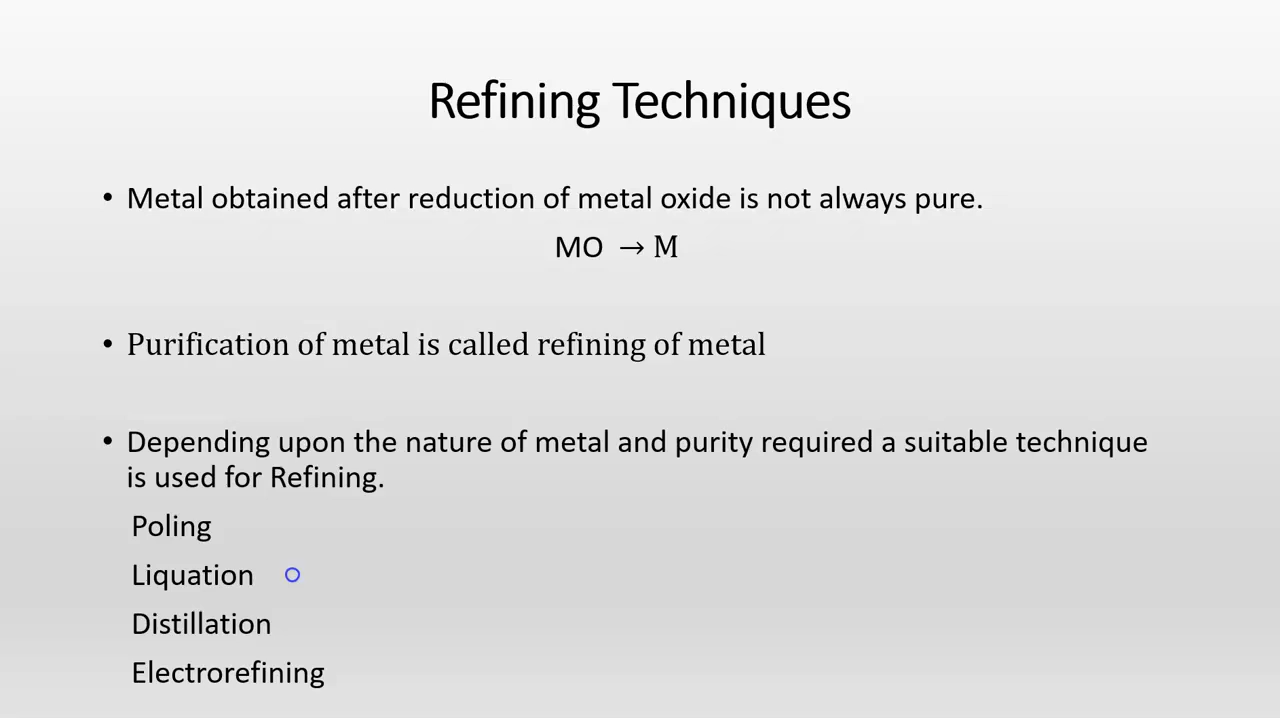 Refining Techniques
• Metal obtained after reduction of metal oxide is not always pure.
MO → M
• Purification of metal is called refining of metal
• Depending upon the nature of metal and purity required a suitable technique
is used for Refining.
Poling
Liquation
Distillation
Electrorefining